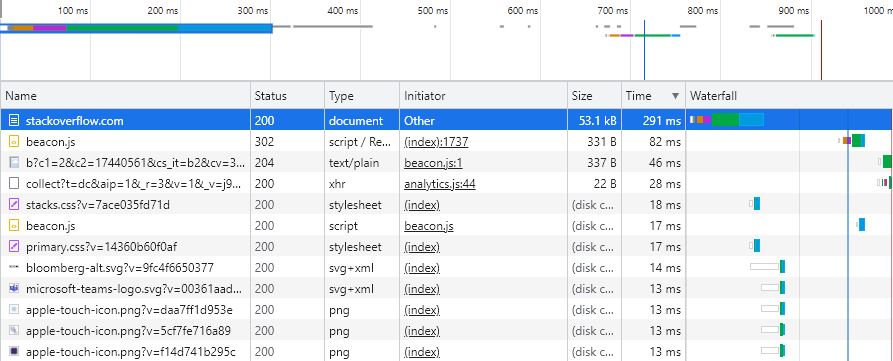 100 ms 200 ms 300 ms 400 ms 500 ms 600 ms 700 ms 800 ms 900 ms 1000 m
Name Status Type Initiator Size Time ▼ Waterfall
stackoverflow.com 200 document Other 53.1 kB 291 ms
beacon.js 302 script / Re... (index):1737 331 B 82 ms
b?c1=2&c2=17440561&cs_it=b2&cv=3... 204 text/plain beacon.js:1 337 B 46 ms
collect?t=dc&aip=1&_r=3&v=1&_v=j9... 200 xhr analytics.js:44 22 B 28 ms
stacks.css?v=7ace035fd71d 200 stylesheet (index) (disk c... 18 ms
beacon.js 200 script beacon.js (disk c... 17 ms
primary.css?v=14360b60f0af 200 stylesheet (index) (disk c... 17 ms
bloomberg-alt.svg?v=9fc4f6650377 200 svg+xml (index) (disk c... 14 ms
microsoft-teams-logo.svg?v=00361aad... 200 svg+xml (index) (disk c... 13 ms
apple-touch-icon.png?v=daa7ff1d953e 200 png (index) (disk c... 13 ms
apple-touch-icon.png?v=5cf7fe716a89 200 png (index) (disk c... 13 ms
apple-touch-icon.png?v=f14d741b295c 200 png (index) (disk c... 13 ms